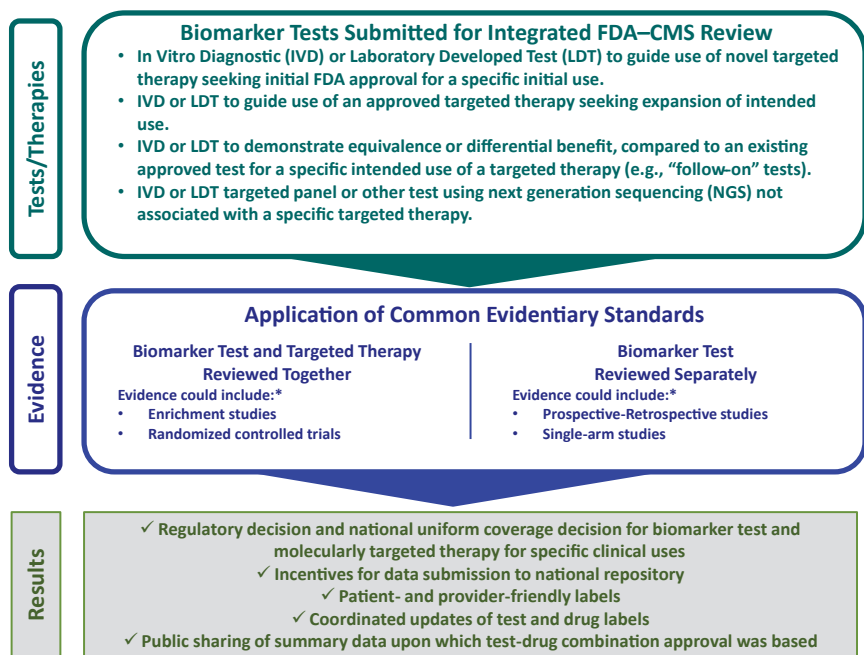 Tests/Therapies
Biomarker Tests Submitted for Integrated FDA–CMS Review
• In Vitro Diagnostic (IVD) or Laboratory Developed Test (LDT) to guide use of novel targeted
therapy seeking initial FDA approval for a specific initial use.
• IVD or LDT to guide use of an approved targeted therapy seeking expansion of intended
use.
• IVD or LDT to demonstrate equivalence or differential benefit, compared to an existing
approved test for a specific intended use of a targeted therapy (e.g., “follow-on” tests).
• IVD or LDT targeted panel or other test using next generation sequencing (NGS) not
associated with a specific targeted therapy.
Evidence
Application of Common Evidentiary Standards
Biomarker Test and Targeted Therapy
Reviewed Together
Evidence could include:*
• Enrichment studies
• Randomized controlled trials
Biomarker Test
Reviewed Separately
Evidence could include:*
• Prospective-Retrospective studies
• Single-arm studies
Results
✓ Regulatory decision and national uniform coverage decision for biomarker test and
molecularly targeted therapy for specific clinical uses
✓ Incentives for data submission to national repository
✓ Patient- and provider-friendly labels
✓ Coordinated updates of test and drug labels
✓ Public sharing of summary data upon which test-drug combination approval was based